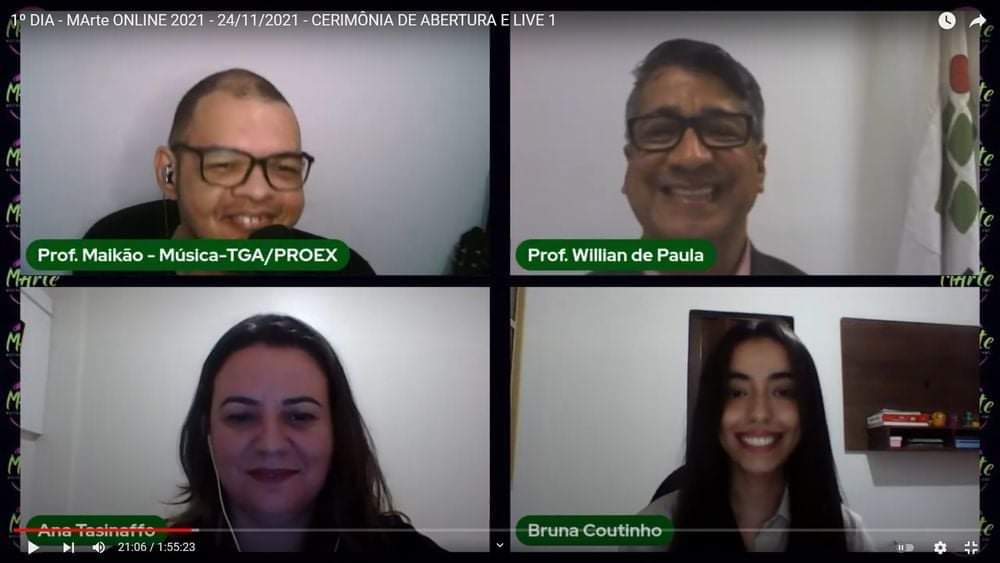 1º DIA - MArte ONLINE 2021 - 24/11/2021 - CERIMÔNIA DE ABERTURA E LIVE 1
Prof. Maikão - Música-TGA/PROEX
Prof. Willian de Paula
MArte
Ana Tasinaffo
Bruna Coutinho
21:06 / 1:55:23